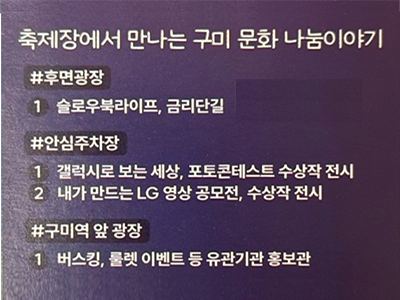 축제장에서 만나는 구미 문화 나눔이야기
#후면광장
1 슬로우북라이프, 금리단길
#안심주차장
1 갤럭시로 보는 세상, 포토콘테스트 수상작 전시
2 내가 만드는 LG 영상 공모전, 수상작 전시
#구미역 앞 광장
1 버스킹, 룰렛 이벤트 등 유관기관 홍보관